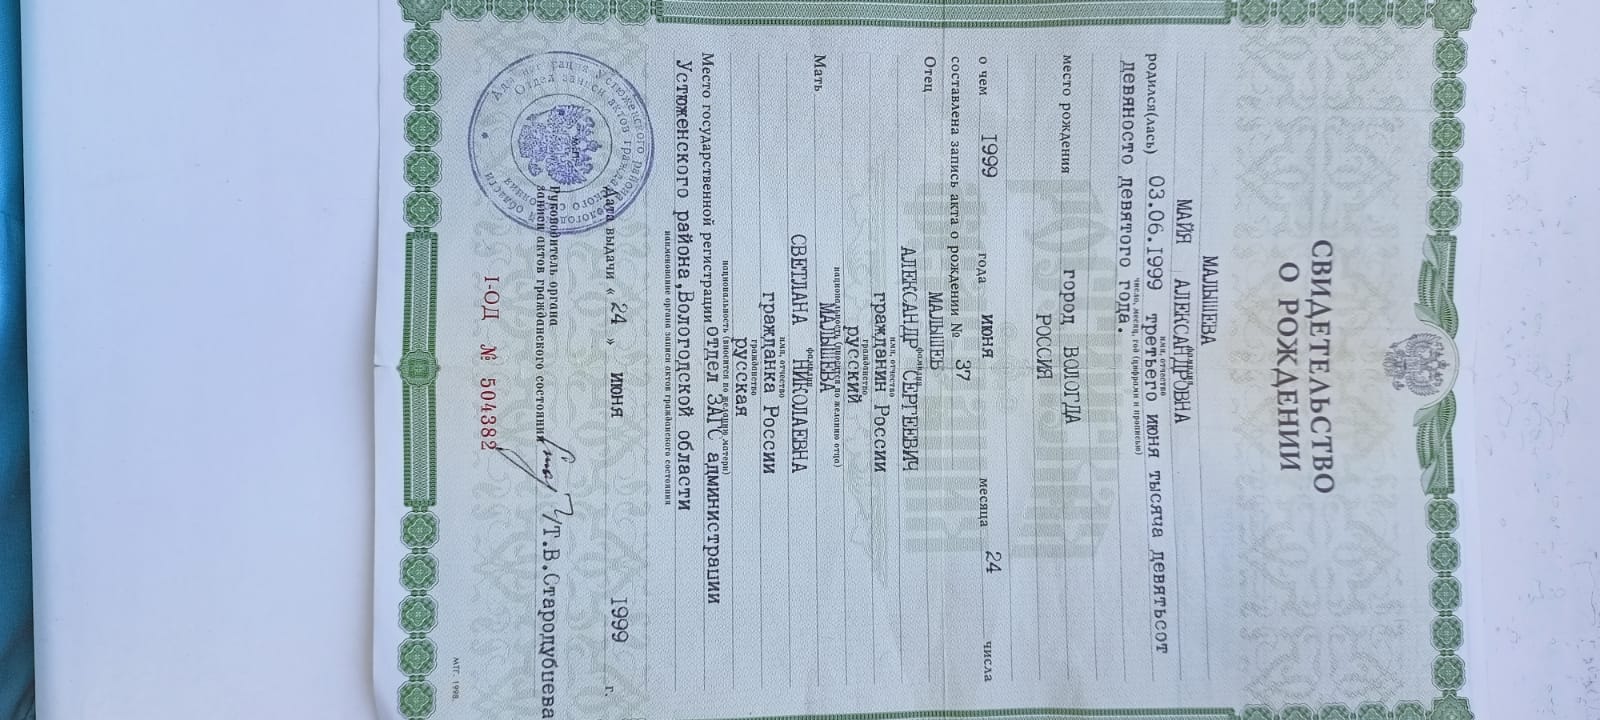 СВИДЕТЕЛЬСТВО
О РОЖДЕНИИ
МАЛЫШЕВА
фамилия
МАЙЯ АЛЕКСАНДРОВНА
имя, отчество
родился(лась) 03.06.1999 третьего июня тысяча девятьсот
число, месяц, год (цифрами и прописью)
девяносто девятого года.
место рождения город ВОЛОГДА
РОССИЯ
о чем 1999 года июня месяца 24 числа
составлена запись акта о рождении № 37
Отец МАЛЫШЕВ
фамилия
АЛЕКСАНДР СЕРГЕЕВИЧ
имя, отчество
гражданин России
гражданство
русский
национальность (вносится по желанию отца)
Мать МАЛЫШЕВА
фамилия
СВЕТЛАНА НИКОЛАЕВНА
имя, отчество
гражданка России
гражданство
русская
национальность (вносится по желанию матери)
Место государственной регистрации ОТДЕЛ ЗАГС администрации
наименование органа записи актов гражданского состояния
Устюженского района,Вологодской области
Дата выдачи « 24 » июня 1999 г.
Руководитель органа
записи актов гражданского состояния Т.В.Стародубцева
I-ОД № 504382
МТГ. 1998.